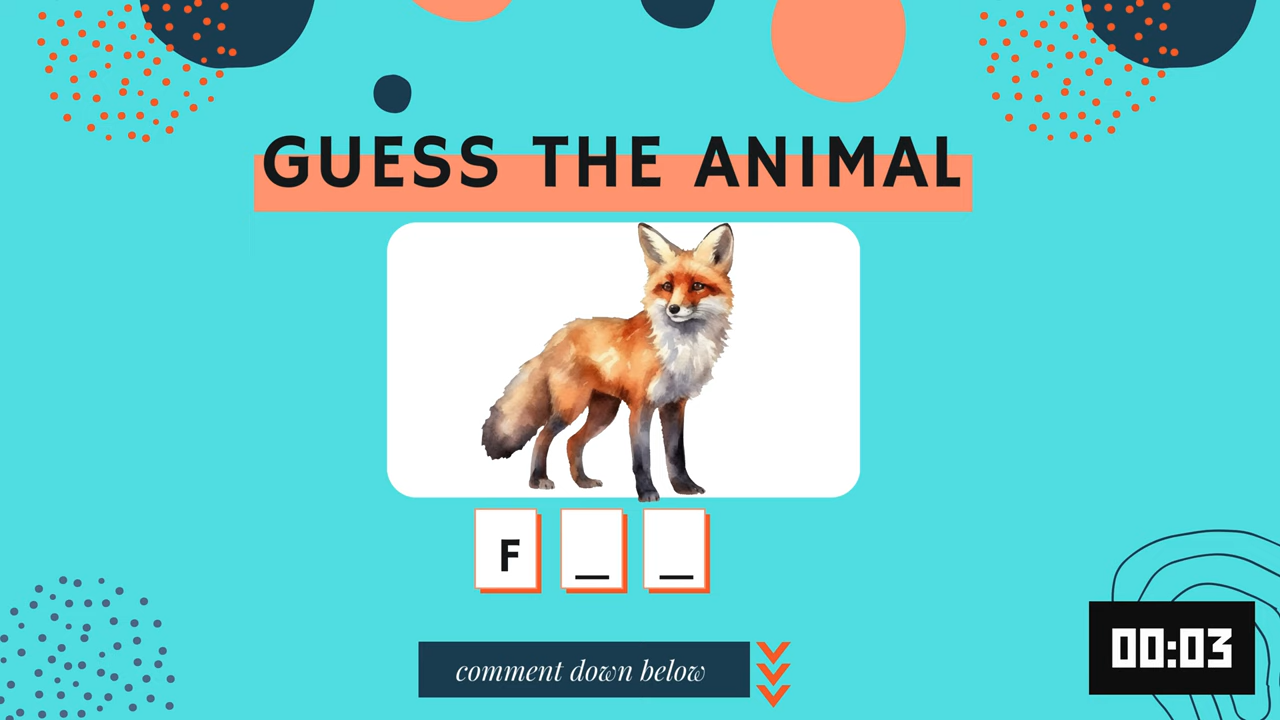 GUESS THE ANIMAL
F _ _
comment down below
00:03